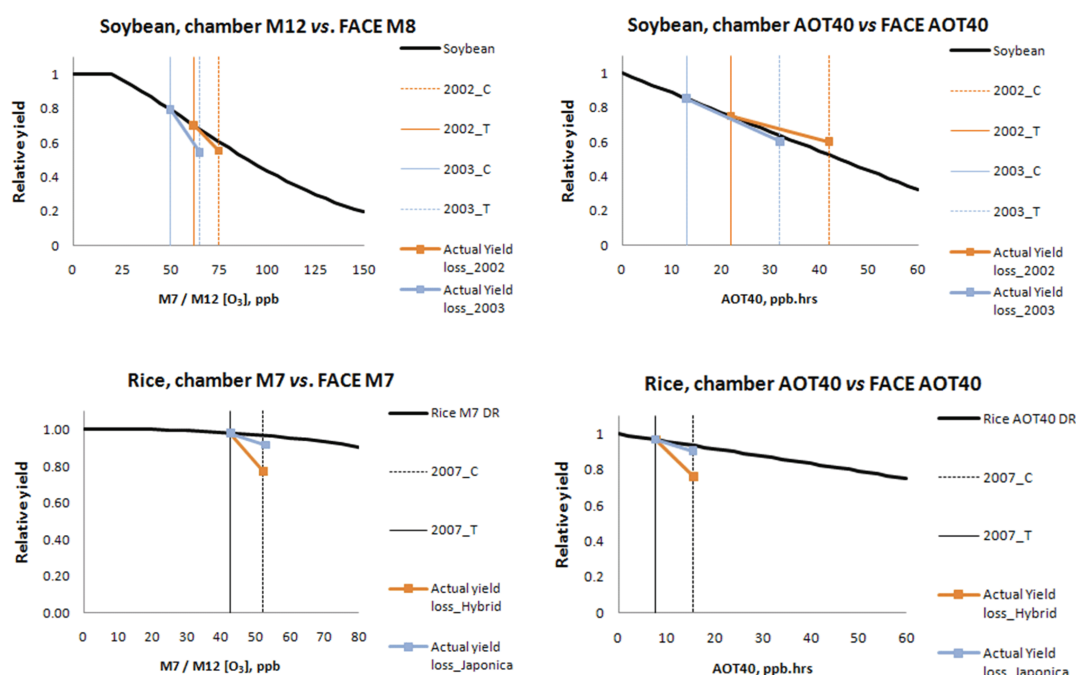 Soybean, chamber M12 vs. FACE M8
Relative yield
1
0.8
0.6
0.4
0.2
0
0 25 50 75 100 125 150
M7 / M12 [O₃], ppb
Soybean
2002_C
2002_T
2003_C
2003_T
Actual Yield
loss_2002
Actual Yield
loss_2003
Soybean, chamber AOT40 vs FACE AOT40
Relative yield
1
0.8
0.6
0.4
0.2
0
0 10 20 30 40 50 60
AOT40, ppb.hrs
Soybean
2002_C
2002_T
2003_C
2003_T
Actual Yield
loss_2002
Actual Yield
loss_2003
Rice, chamber M7 vs. FACE M7
Relative yield
1.00
0.80
0.60
0.40
0.20
0.00
0 10 20 30 40 50 60 70 80
M7 / M12 [O₃], ppb
Rice M7 DR
2007_C
2007_T
Actual yield
loss_Hybrid
Actual yield
loss_Japonica
Rice, chamber AOT40 vs FACE AOT40
Relative yield
1
0.8
0.6
0.4
0.2
0
0 10 20 30 40 50 60
AOT40, ppb.hrs
Rice AOT40 DR
2007_C
2007_T
Actual Yield
loss_Hybrid
Actual Yield
loss_Japonica